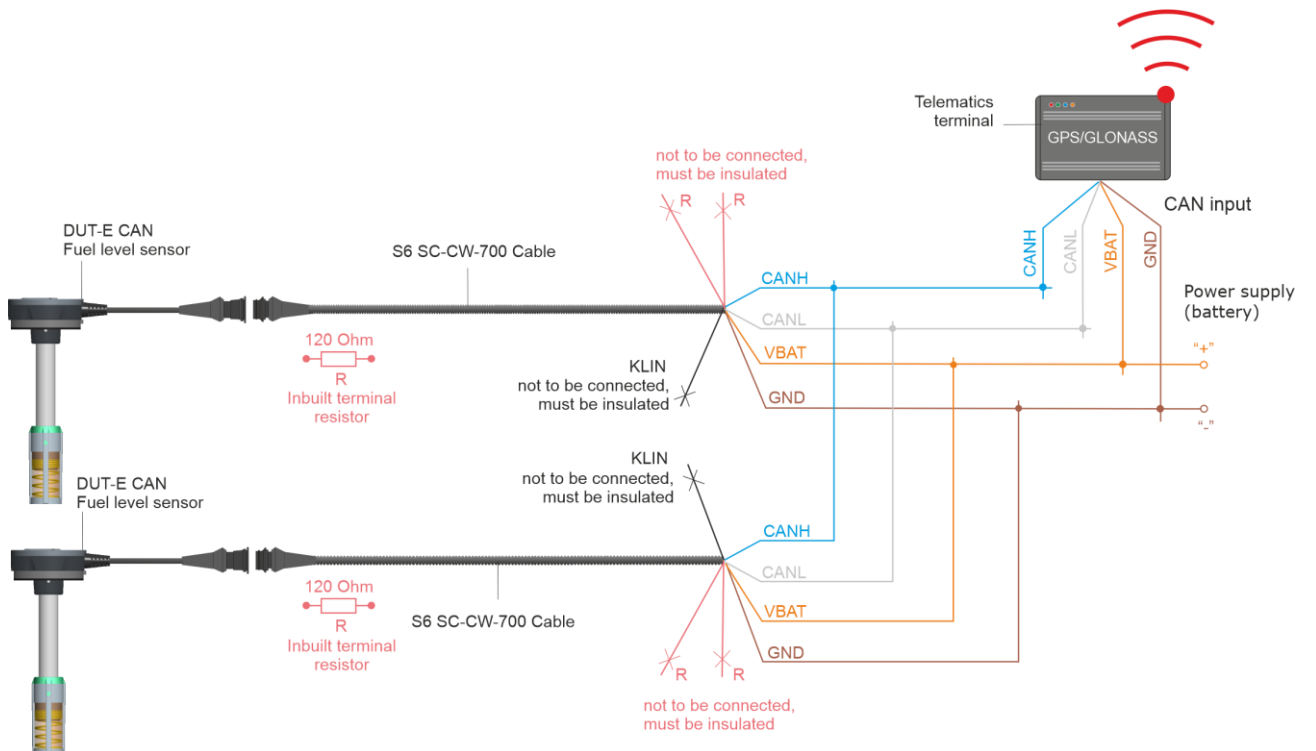 Telematics
terminal
GPS/GLONASS
CAN input
CANH
CANL
VBAT
GND
Power supply
(battery)
"+"
"-"
not to be connected,
must be insulated
R
R
DUT-E CAN
Fuel level sensor
S6 SC-CW-700 Cable
120 Ohm
R
Inbuilt terminal
resistor
KLIN
not to be connected,
must be insulated
CANH
CANL
VBAT
GND
DUT-E CAN
Fuel level sensor
KLIN
not to be connected,
must be insulated
120 Ohm
R
Inbuilt terminal
resistor
S6 SC-CW-700 Cable
CANH
CANL
VBAT
GND
R
R
not to be connected,
must be insulated